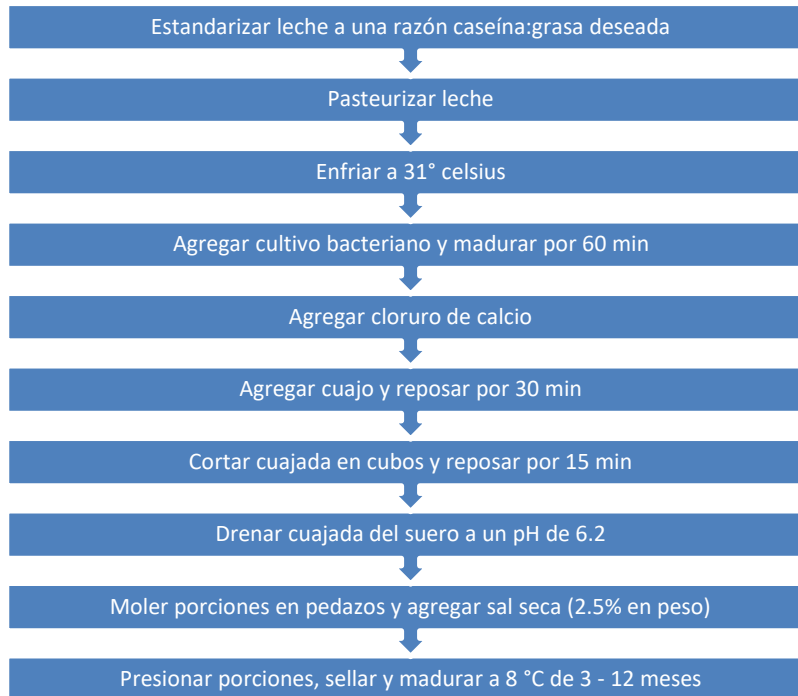 Estandarizar leche a una razón caseína:grasa deseada
Pasteurizar leche
Enfriar a 31° celsius
Agregar cultivo bacteriano y madurar por 60 min
Agregar cloruro de calcio
Agregar cuajo y reposar por 30 min
Cortar cuajada en cubos y reposar por 15 min
Drenar cuajada del suero a un pH de 6.2
Moler porciones en pedazos y agregar sal seca (2.5% en peso)
Presionar porciones, sellar y madurar a 8 °C de 3 - 12 meses